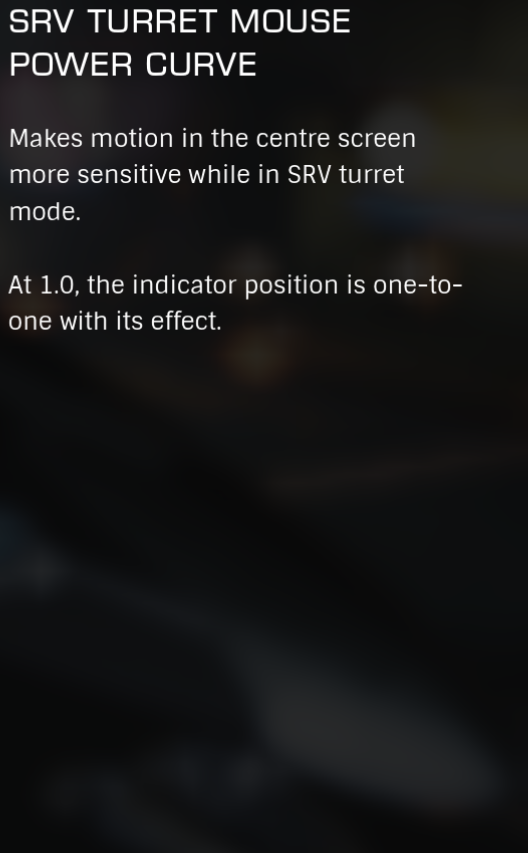 SRV TURRET MOUSE
POWER CURVE
Makes motion in the centre screen
more sensitive while in SRV turret
mode.
At 1.0, the indicator position is one-to-
one with its effect.